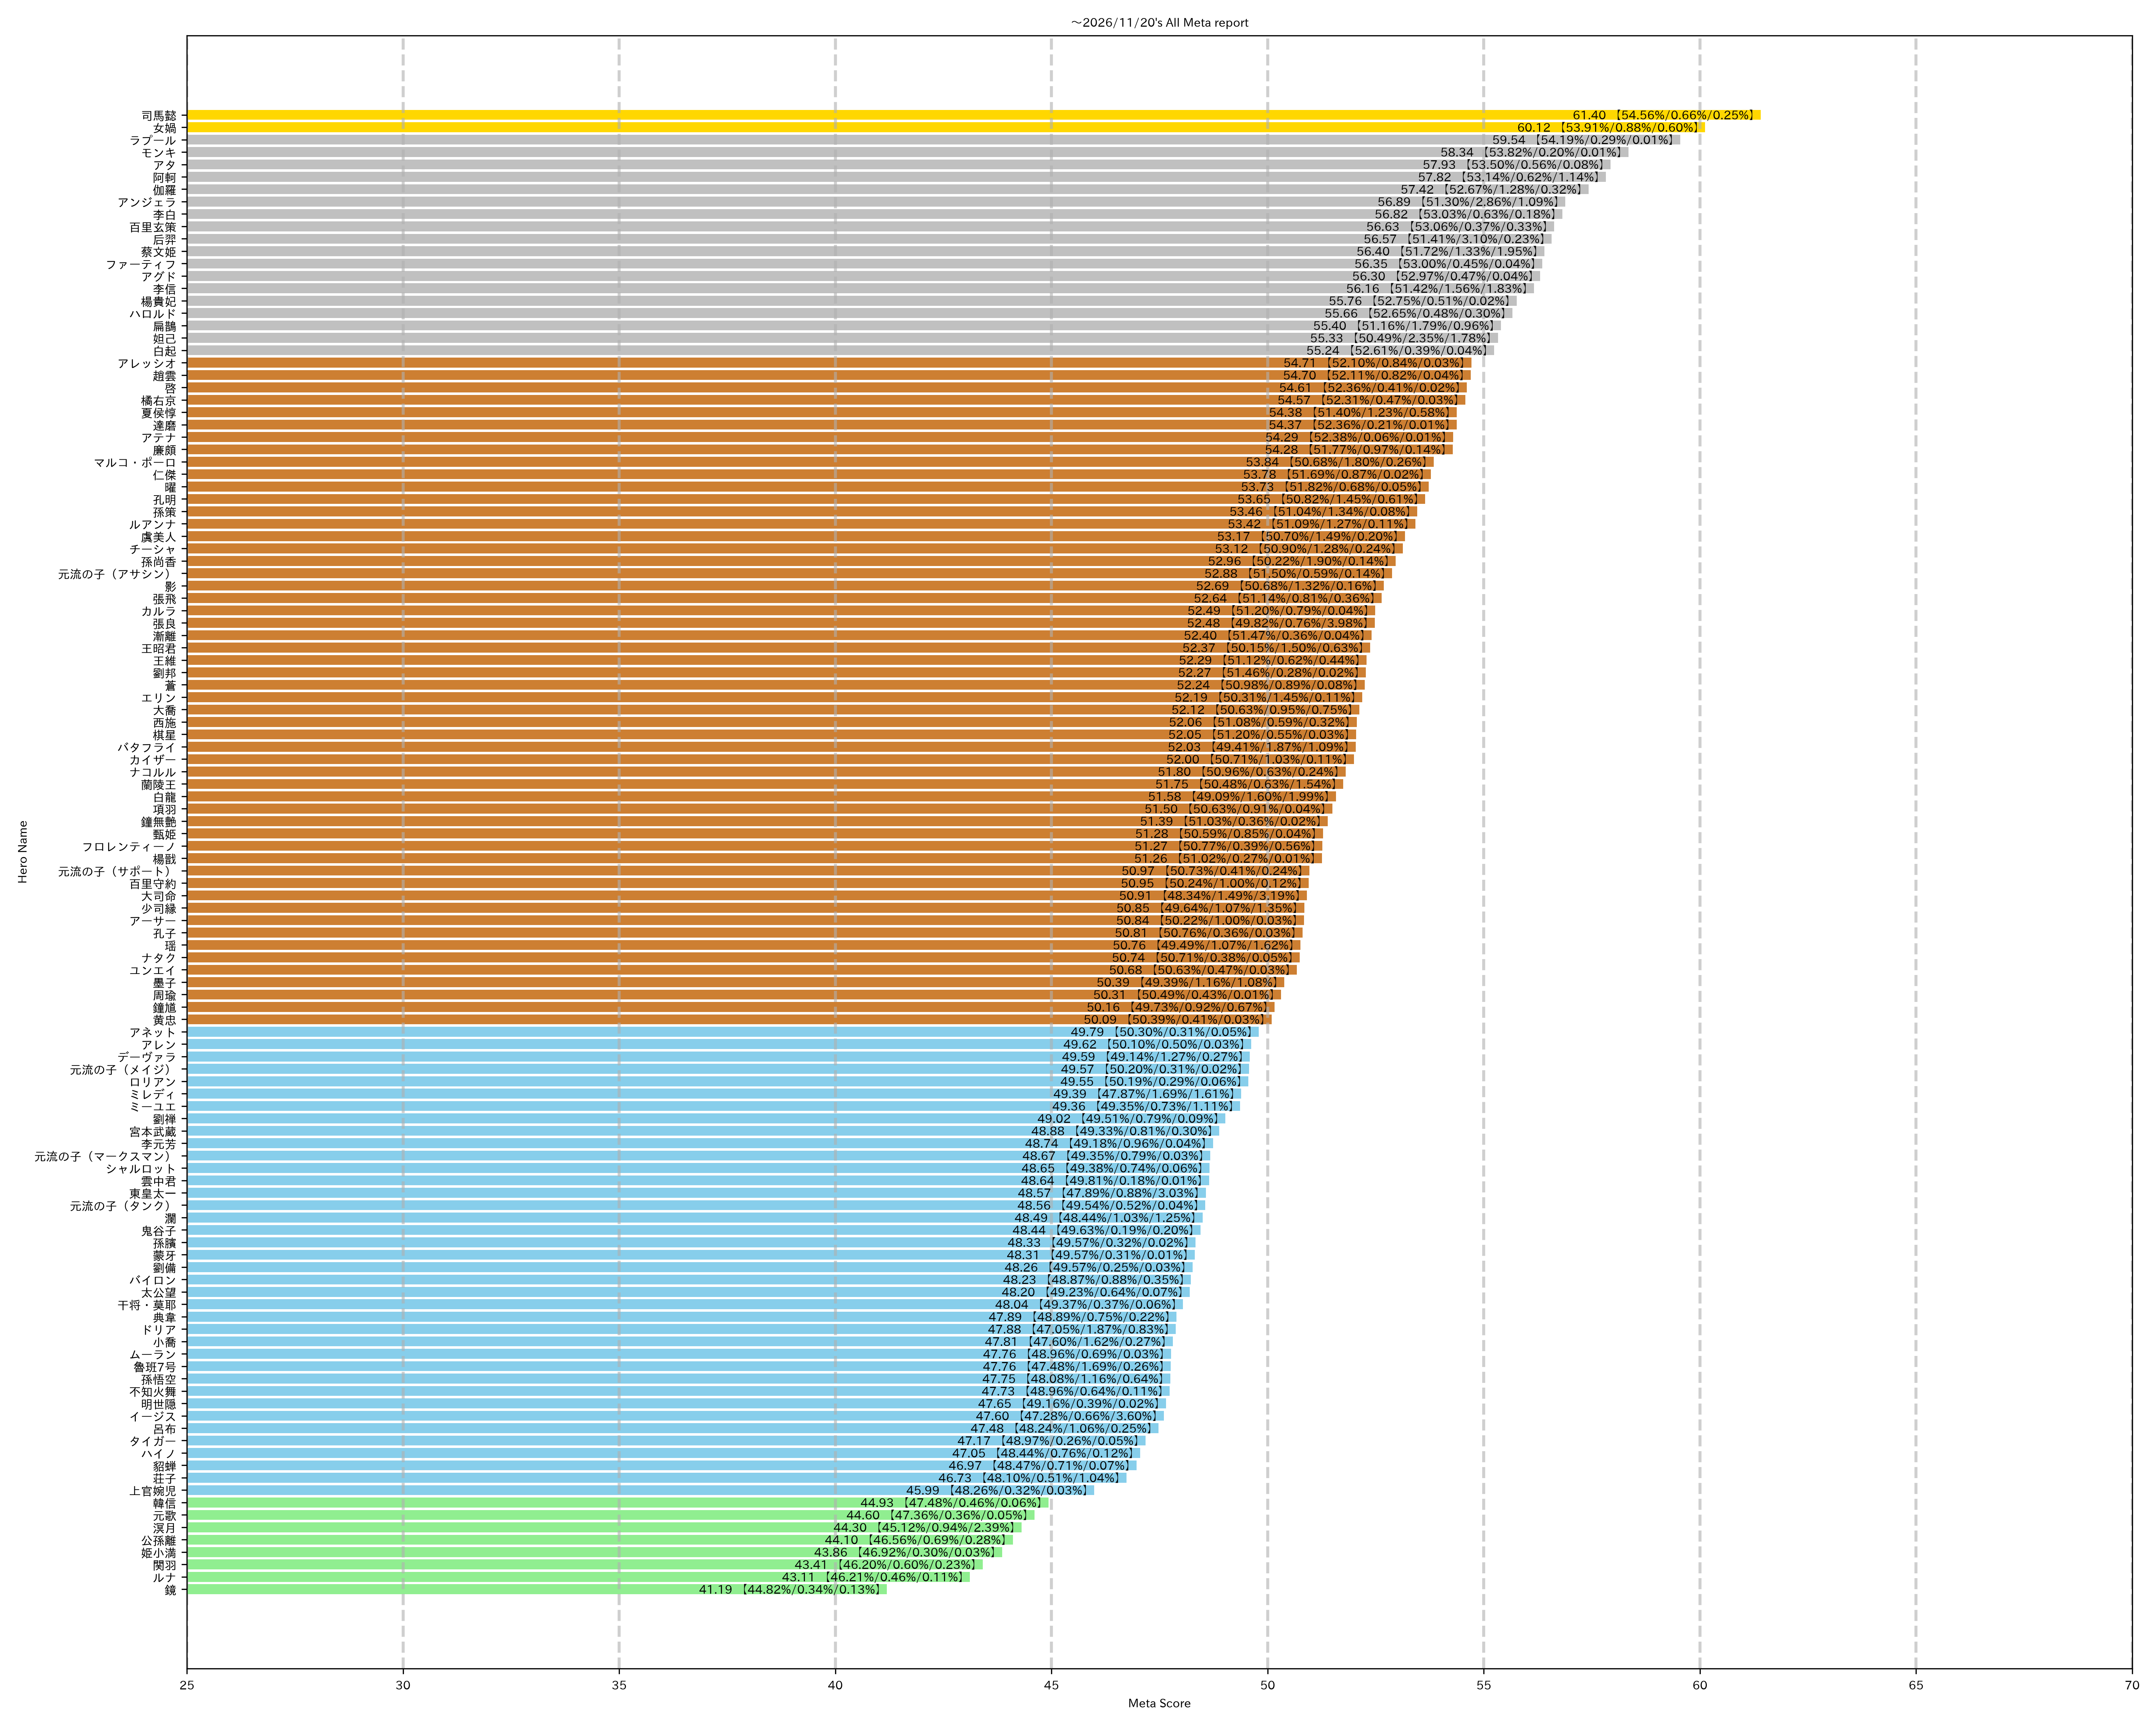 ～2026/11/20's All Meta report
Hero Name
司馬懿 61.40 【54.56%/0.66%/0.25%】
女媧 60.12 【53.91%/0.88%/0.60%】
ラプール 59.54 【54.19%/0.29%/0.01%】
モンキ 58.34 【53.82%/0.20%/0.01%】
アタ 57.93 【53.50%/0.56%/0.08%】
阿軻 57.82 【53.14%/0.62%/1.14%】
伽羅 57.42 【52.67%/1.28%/0.32%】
アンジェラ 56.89 【51.30%/2.86%/1.09%】
李白 56.82 【53.03%/0.63%/0.18%】
百里玄策 56.63 【53.06%/0.37%/0.33%】
后羿 56.57 【51.41%/3.10%/0.23%】
蔡文姫 56.40 【51.72%/1.33%/1.95%】
ファーティフ 56.35 【53.00%/0.45%/0.04%】
アグド 56.30 【52.97%/0.47%/0.04%】
李信 56.16 【51.42%/1.56%/1.83%】
楊貴妃 55.76 【52.75%/0.51%/0.02%】
ハロルド 55.66 【52.65%/0.48%/0.30%】
扁鵲 55.40 【51.16%/1.79%/0.96%】
妲己 55.33 【50.49%/2.35%/1.78%】
白起 55.24 【52.61%/0.39%/0.04%】
アレッシオ 54.71 【52.10%/0.84%/0.03%】
趙雲 54.70 【52.11%/0.82%/0.04%】
啓 54.61 【52.36%/0.41%/0.02%】
橘右京 54.57 【52.31%/0.47%/0.03%】
夏侯惇 54.38 【51.40%/1.23%/0.58%】
達磨 54.37 【52.36%/0.21%/0.01%】
アテナ 54.29 【52.38%/0.06%/0.01%】
廉頗 54.28 【51.77%/0.97%/0.14%】
マルコ・ポーロ 53.84 【50.68%/1.80%/0.26%】
仁傑 53.78 【51.69%/0.87%/0.02%】
曜 53.73 【51.82%/0.68%/0.05%】
孔明 53.65 【50.82%/1.45%/0.61%】
孫策 53.46 【51.04%/1.34%/0.08%】
ルアンナ 53.42 【51.09%/1.27%/0.11%】
虞美人 53.17 【50.70%/1.49%/0.20%】
チーシャ 53.12 【50.90%/1.28%/0.24%】
孫尚香 52.96 【50.22%/1.90%/0.14%】
元流の子（アサシン） 52.88 【51.50%/0.59%/0.14%】
影 52.69 【50.68%/1.32%/0.16%】
張飛 52.64 【51.14%/0.81%/0.36%】
カルラ 52.49 【51.20%/0.79%/0.04%】
張良 52.48 【49.82%/0.76%/3.98%】
漸離 52.40 【51.47%/0.36%/0.04%】
王昭君 52.37 【50.15%/1.50%/0.63%】
王維 52.29 【51.12%/0.62%/0.44%】
劉邦 52.27 【51.46%/0.28%/0.02%】
蒼 52.24 【50.98%/0.89%/0.08%】
エリン 52.19 【50.31%/1.45%/0.11%】
大喬 52.12 【50.63%/0.95%/0.75%】
西施 52.06 【51.08%/0.59%/0.32%】
棋星 52.05 【51.20%/0.55%/0.03%】
バタフライ 52.03 【49.41%/1.87%/1.09%】
カイザー 52.00 【50.71%/1.03%/0.11%】
ナコルル 51.80 【50.96%/0.63%/0.24%】
蘭陵王 51.75 【50.48%/0.63%/1.54%】
白龍 51.58 【49.09%/1.60%/1.99%】
項羽 51.50 【50.63%/0.91%/0.04%】
鐘無艶 51.39 【51.03%/0.36%/0.02%】
甄姫 51.28 【50.59%/0.85%/0.04%】
フロレンティーノ 51.27 【50.77%/0.39%/0.56%】
楊戩 51.26 【51.02%/0.27%/0.01%】
元流の子（サポート） 50.97 【50.73%/0.41%/0.24%】
百里守約 50.95 【50.24%/1.00%/0.12%】
大司命 50.91 【48.34%/1.49%/3.19%】
少司縁 50.85 【49.64%/1.07%/1.35%】
アーサー 50.84 【50.22%/1.00%/0.03%】
孔子 50.81 【50.76%/0.36%/0.03%】
瑶 50.76 【49.49%/1.07%/1.62%】
ナタク 50.74 【50.71%/0.38%/0.05%】
ユンエイ 50.68 【50.63%/0.47%/0.03%】
墨子 50.39 【49.39%/1.16%/1.08%】
周瑜 50.31 【50.49%/0.43%/0.01%】
鐘馗 50.16 【49.73%/0.92%/0.67%】
黄忠 50.09 【50.39%/0.41%/0.03%】
アネット 49.79 【50.30%/0.31%/0.05%】
アレン 49.62 【50.10%/0.50%/0.03%】
デーヴァラ 49.59 【49.14%/1.27%/0.27%】
元流の子（メイジ） 49.57 【50.20%/0.31%/0.02%】
ロリアン 49.55 【50.19%/0.29%/0.06%】
ミレディ 49.39 【47.87%/1.69%/1.61%】
ミーユエ 49.36 【49.35%/0.73%/1.11%】
劉禅 49.02 【49.51%/0.79%/0.09%】
宮本武蔵 48.88 【49.33%/0.81%/0.30%】
李元芳 48.74 【49.18%/0.96%/0.04%】
元流の子（マークスマン） 48.67 【49.35%/0.79%/0.03%】
シャルロット 48.65 【49.38%/0.74%/0.06%】
雲中君 48.64 【49.81%/0.18%/0.01%】
東皇太一 48.57 【47.89%/0.88%/3.03%】
元流の子（タンク） 48.56 【49.54%/0.52%/0.04%】
瀾 48.49 【48.44%/1.03%/1.25%】
鬼谷子 48.44 【49.63%/0.19%/0.20%】
孫臏 48.33 【49.57%/0.32%/0.02%】
蒙牙 48.31 【49.57%/0.31%/0.01%】
劉備 48.26 【49.57%/0.25%/0.03%】
バイロン 48.23 【48.87%/0.88%/0.35%】
太公望 48.20 【49.23%/0.64%/0.07%】
干将・莫耶 48.04 【49.37%/0.37%/0.06%】
典韋 47.89 【48.89%/0.75%/0.22%】
ドリア 47.88 【47.05%/1.87%/0.83%】
小喬 47.81 【47.60%/1.62%/0.27%】
ムーラン 47.76 【48.96%/0.69%/0.03%】
魯班7号 47.76 【47.48%/1.69%/0.26%】
孫悟空 47.75 【48.08%/1.16%/0.64%】
不知火舞 47.73 【48.96%/0.64%/0.11%】
明世隠 47.65 【49.16%/0.39%/0.02%】
イージス 47.60 【47.28%/0.66%/3.60%】
呂布 47.48 【48.24%/1.06%/0.25%】
タイガー 47.17 【48.97%/0.26%/0.05%】
ハイノ 47.05 【48.44%/0.76%/0.12%】
貂蝉 46.97 【48.47%/0.71%/0.07%】
荘子 46.73 【48.10%/0.51%/1.04%】
上官婉児 45.99 【48.26%/0.32%/0.03%】
韓信 44.93 【47.48%/0.46%/0.06%】
元歌 44.60 【47.36%/0.36%/0.05%】
溟月 44.30 【45.12%/0.94%/2.39%】
公孫離 44.10 【46.56%/0.69%/0.28%】
姫小満 43.86 【46.92%/0.30%/0.03%】
関羽 43.41 【46.20%/0.60%/0.23%】
ルナ 43.11 【46.21%/0.46%/0.11%】
鏡 41.19 【44.82%/0.34%/0.13%】
25 30 35 40 45 50 55 60 65 70
Meta Score